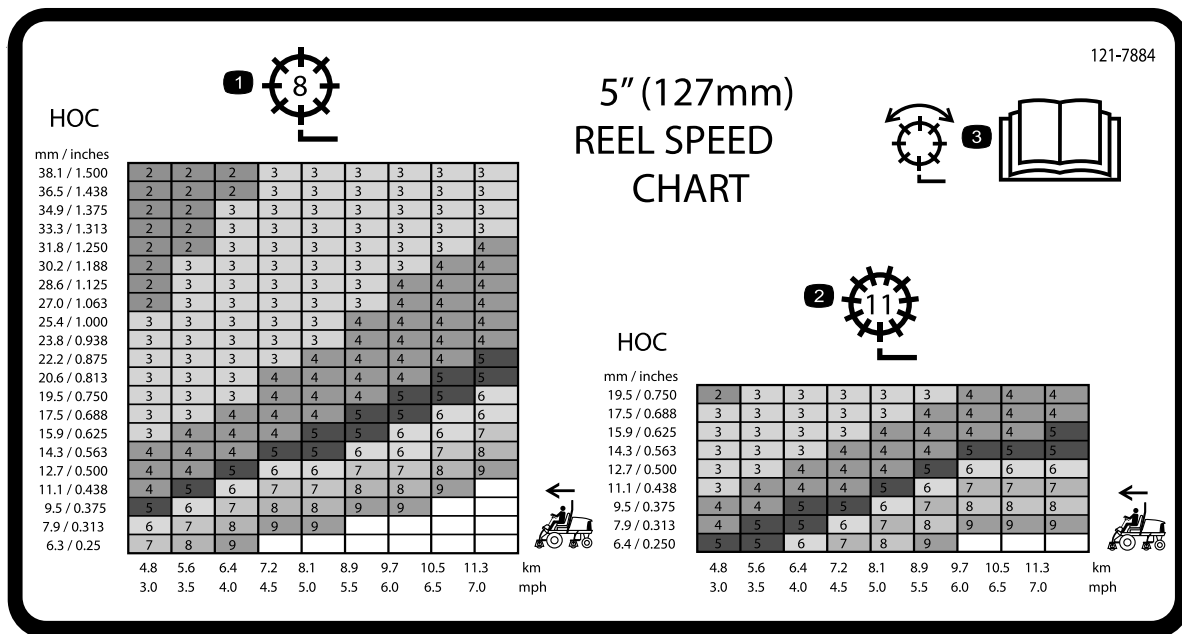 121-7884
1
8
5” (127mm)
REEL SPEED
CHART
3
HOC
mm / inches
38.1 / 1.500 2 2 2 3 3 3 3 3 3
36.5 / 1.438 2 2 2 3 3 3 3 3 3
34.9 / 1.375 2 2 3 3 3 3 3 3 3
33.3 / 1.313 2 2 3 3 3 3 3 3 3
31.8 / 1.250 2 2 3 3 3 3 3 3 4
30.2 / 1.188 2 3 3 3 3 3 3 4 4
28.6 / 1.125 2 3 3 3 3 3 4 4 4
27.0 / 1.063 2 3 3 3 3 3 4 4 4
25.4 / 1.000 3 3 3 3 3 4 4 4 4
23.8 / 0.938 3 3 3 3 3 4 4 4 4
22.2 / 0.875 3 3 3 3 4 4 4 4 5
20.6 / 0.813 3 3 3 4 4 4 4 5 5
19.5 / 0.750 3 3 3 4 4 4 5 5 6
17.5 / 0.688 3 3 4 4 4 5 5 6 6
15.9 / 0.625 3 4 4 4 5 5 6 6 7
14.3 / 0.563 4 4 4 5 5 6 6 7 8
12.7 / 0.500 4 4 5 6 6 7 7 8 9
11.1 / 0.438 4 5 6 7 7 8 8 9
9.5 / 0.375 5 6 7 8 8 9 9
7.9 / 0.313 6 7 8 9 9
6.3 / 0.25 7 8 9
4.8 5.6 6.4 7.2 8.1 8.9 9.7 10.5 11.3 km
3.0 3.5 4.0 4.5 5.0 5.5 6.0 6.5 7.0 mph
2
11
HOC
mm / inches
19.5 / 0.750 2 3 3 3 3 3 4 4 4
17.5 / 0.688 3 3 3 3 3 4 4 4 4
15.9 / 0.625 3 3 3 3 4 4 4 4 5
14.3 / 0.563 3 3 3 4 4 4 5 5 5
12.7 / 0.500 3 3 4 4 4 5 6 6 6
11.1 / 0.438 3 4 4 4 5 6 7 7 7
9.5 / 0.375 4 4 5 5 6 7 8 8 8
7.9 / 0.313 4 5 5 6 7 8 9 9 9
6.4 / 0.250 5 5 6 7 8 9
4.8 5.6 6.4 7.2 8.1 8.9 9.7 10.5 11.3 km
3.0 3.5 4.0 4.5 5.0 5.5 6.0 6.5 7.0 mph